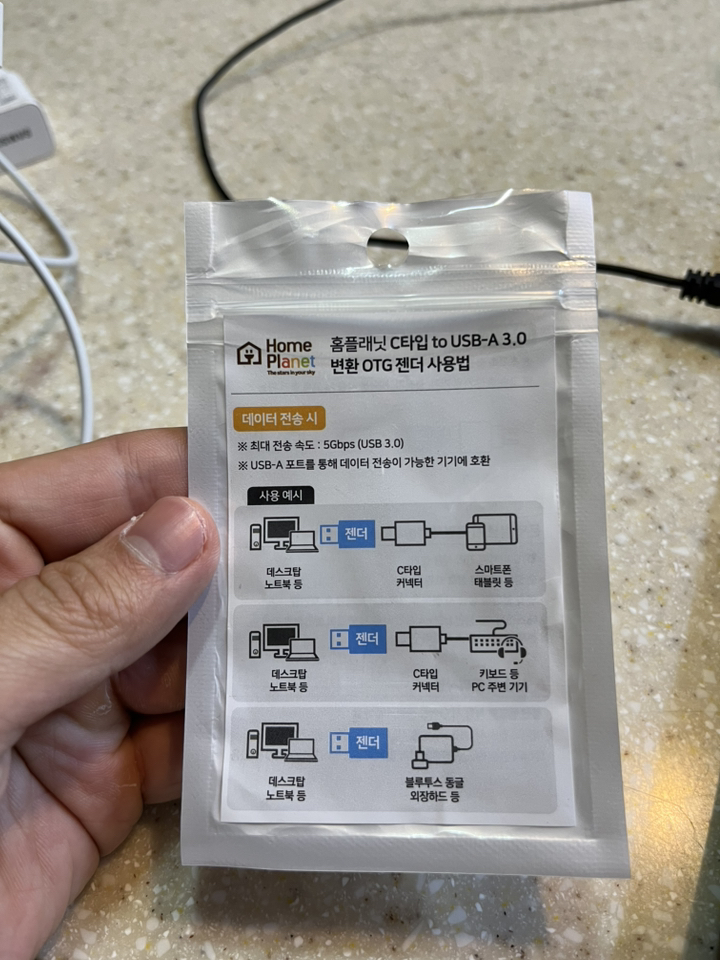 Home
Planet
The stars in your sky
홈플래닛 C타입 to USB-A 3.0
변환 OTG 젠더 사용법
데이터 전송 시
※ 최대 전송 속도 : 5Gbps (USB 3.0)
※ USB-A 포트를 통해 데이터 전송이 가능한 기기에 호환
사용 예시
젠더
데스크탑
노트북 등
C타입
커넥터
스마트폰
태블릿 등
젠더
데스크탑
노트북 등
C타입
커넥터
키보드 등
PC 주변 기기
젠더
데스크탑
노트북 등
블루투스 동글
외장하드 등